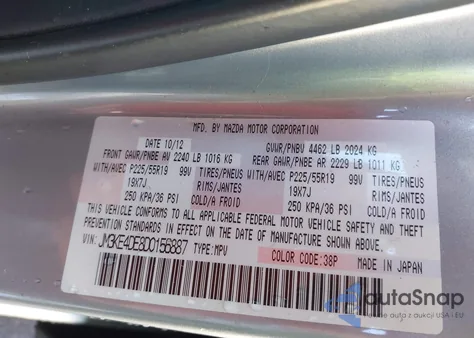 MFD. BY MAZDA MOTOR CORPORATION
DATE 10/12 GVWR/PNBV 4462 LB 2024 KG
FRONT GAWR/PNBE AV 2240 LB 1016 KG REAR GAWR/PNBE AR 2229 LB 1011 KG
WITH/AVEC P225/55R19 99V TIRES/PNEUS WITH/AVEC P225/55R19 99V TIRES/PNEUS
19X7J RIMS/JANTES 19X7J RIMS/JANTES
250 KPA/36 PSI COLD/A FROID 250 KPA/36 PSI COLD/A FROID
THIS VEHICLE CONFORMS TO ALL APPLICABLE FEDERAL MOTOR VEHICLE SAFETY AND THEFT
PREVENTION STANDARDS IN EFFECT ON THE DATE OF MANUFACTURE SHOWN ABOVE.
VIN: JM3KE4DE8D0156387 TYPE: MPV
COLOR CODE: 38P MADE IN JAPAN
autaSnap
Twoje auto z aukcji USA i EU